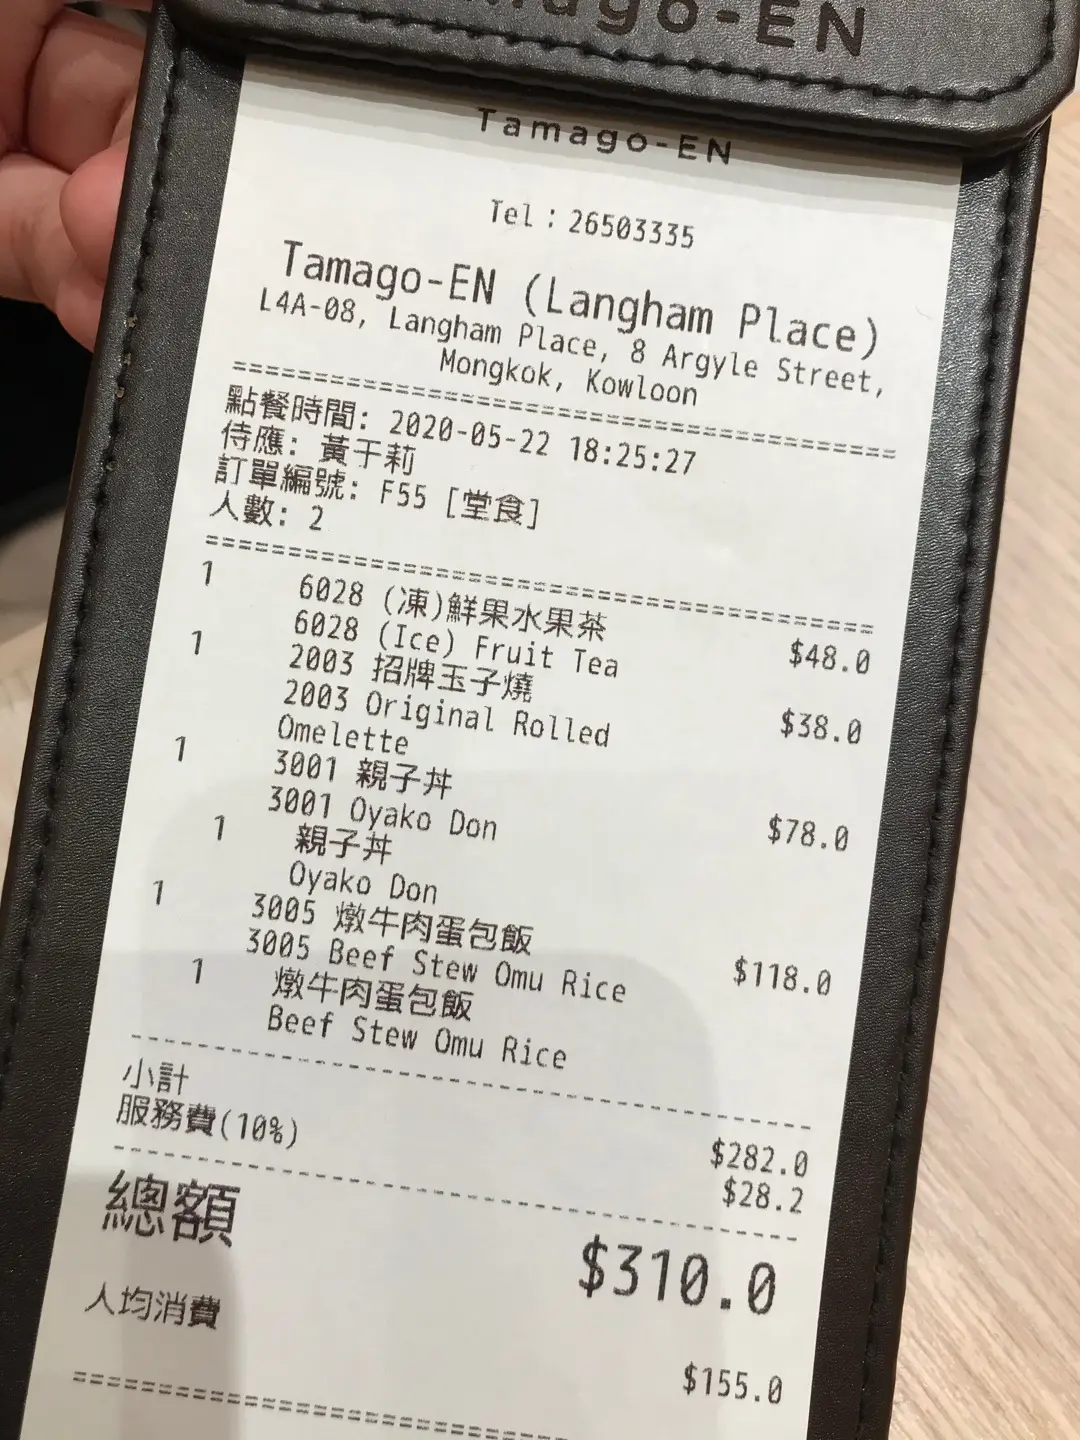 Tamago-EN
Tamago-EN
Tel：26503335
Tamago-EN (Langham Place)
L4A-08, Langham Place, 8 Argyle Street,
Mongkok, Kowloon
================================================
點餐時間: 2020-05-22 18:25:27
侍應: 黃于莉
訂單編號: F55 [堂食]
人數: 2
================================================
1 6028 (凍)鮮果水果茶 $48.0
6028 (Ice) Fruit Tea
1 2003 招牌玉子燒 $38.0
2003 Original Rolled
Omelette
1 3001 親子丼 $78.0
3001 Oyako Don
1 親子丼
Oyako Don
1 3005 燉牛肉蛋包飯 $118.0
3005 Beef Stew Omu Rice
1 燉牛肉蛋包飯
Beef Stew Omu Rice
------------------------------------------------
小計 $282.0
服務費(10%) $28.2
------------------------------------------------
總額 $310.0
人均消費 $155.0
================================================